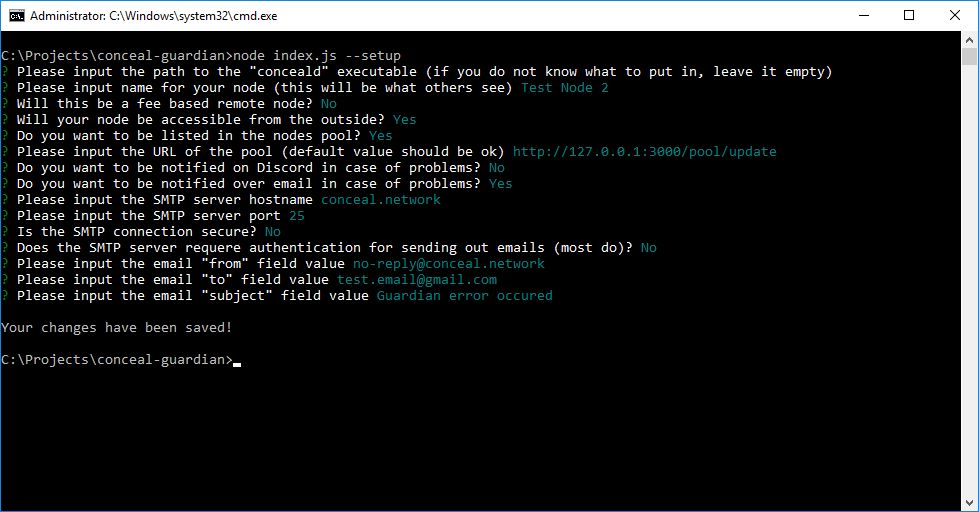 Administrator: C:\Windows\system32\cmd.exe
C:\Projects\conceal-guardian>node index.js --setup
? Please input the path to the "conceald" executable (if you do not know what to put in, leave it empty)
? Please input name for your node (this will be what others see) Test Node 2
? Will this be a fee based remote node? No
? Will your node be accessible from the outside? Yes
? Do you want to be listed in the nodes pool? Yes
? Please input the URL of the pool (default value should be ok) http://127.0.0.1:3000/pool/update
? Do you want to be notified on Discord in case of problems? No
? Do you want to be notified over email in case of problems? Yes
? Please input the SMTP server hostname conceal.network
? Please input the SMTP server port 25
? Is the SMTP connection secure? No
? Does the SMTP server requere authentication for sending out emails (most do)? No
? Please input the email "from" field value no-reply@conceal.network
? Please input the email "to" field value test.email@gmail.com
? Please input the email "subject" field value Guardian error occured
Your changes have been saved!
C:\Projects\conceal-guardian>